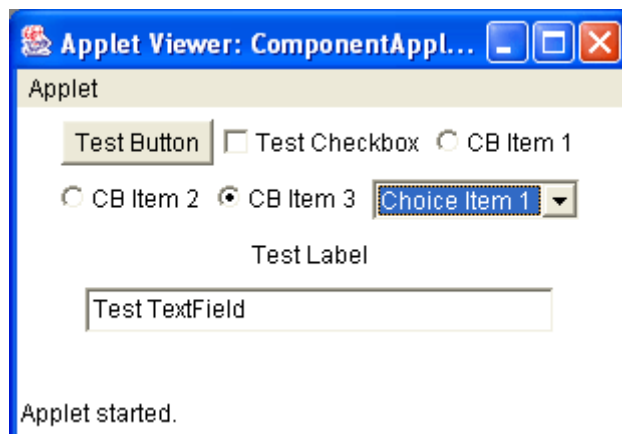 Applet Viewer: ComponentAppl...
Applet
Test Button Test Checkbox CB Item 1
CB Item 2 CB Item 3 Choice Item 1
Test Label
Test TextField
Applet started.